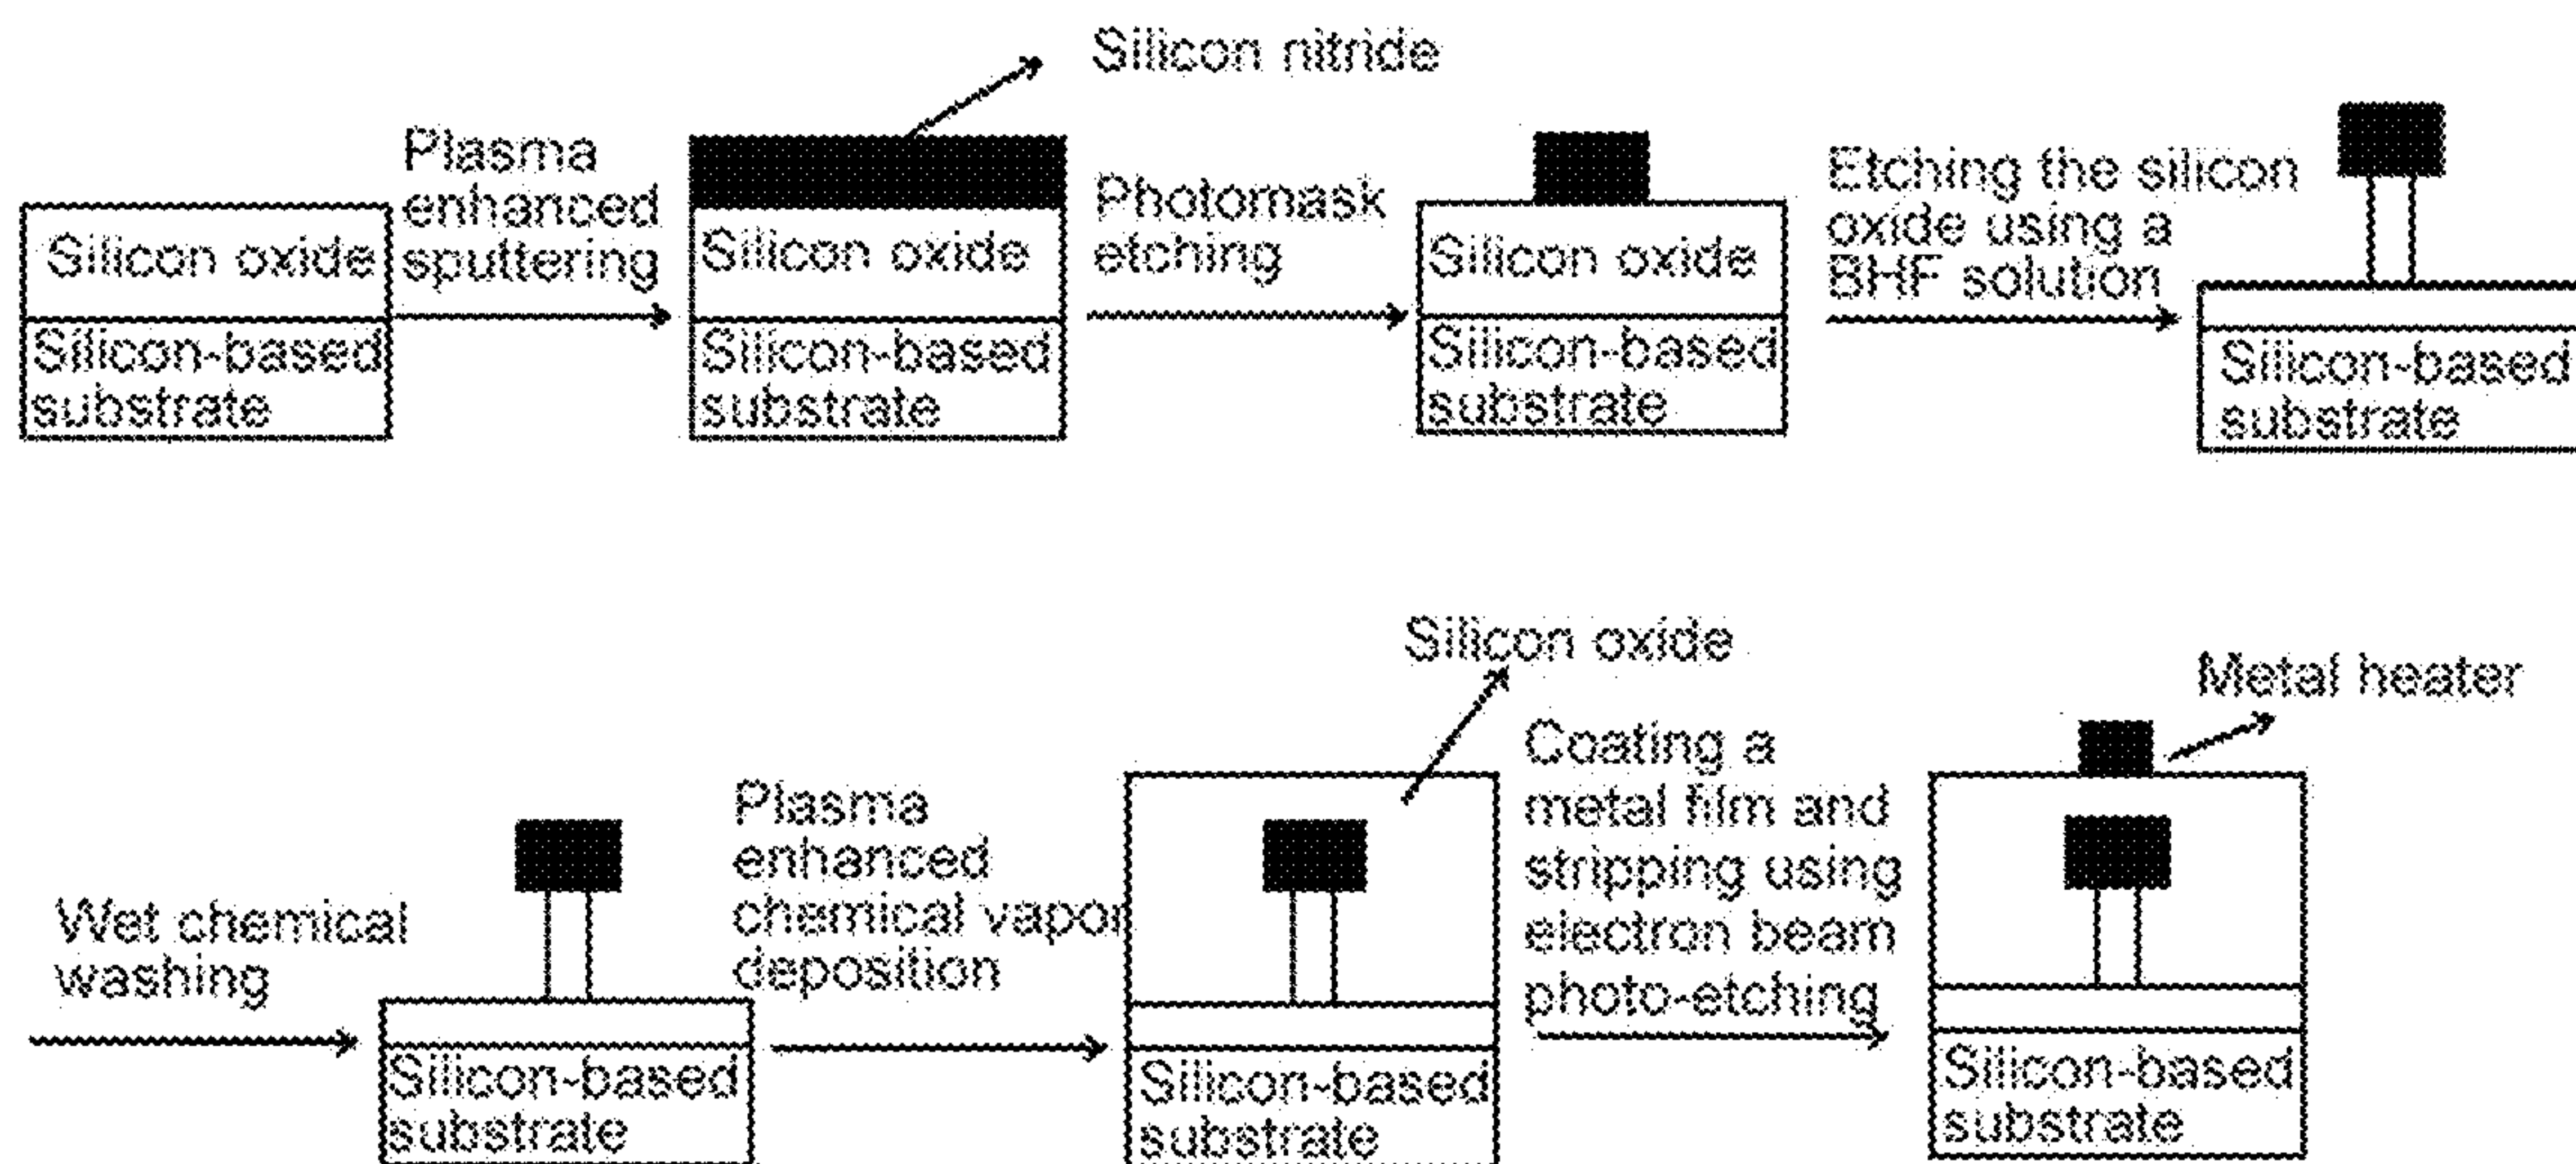 Silicon nitride
Silicon oxide
Silicon-based
substrate
Plasma
enhanced
sputtering
Silicon oxide
Silicon-based
substrate
Photomask
etching
Silicon oxide
Silicon-based
substrate
Etching the silicon
oxide using a
BHF solution
Silicon-based
substrate
Wet chemical
washing
Silicon-based
substrate
Plasma
enhanced
chemical vapor
deposition
Silicon oxide
Silicon-based
substrate
Coating a
metal film and
stripping using
electron beam
photo-etching
Metal heater
Silicon-based
substrate